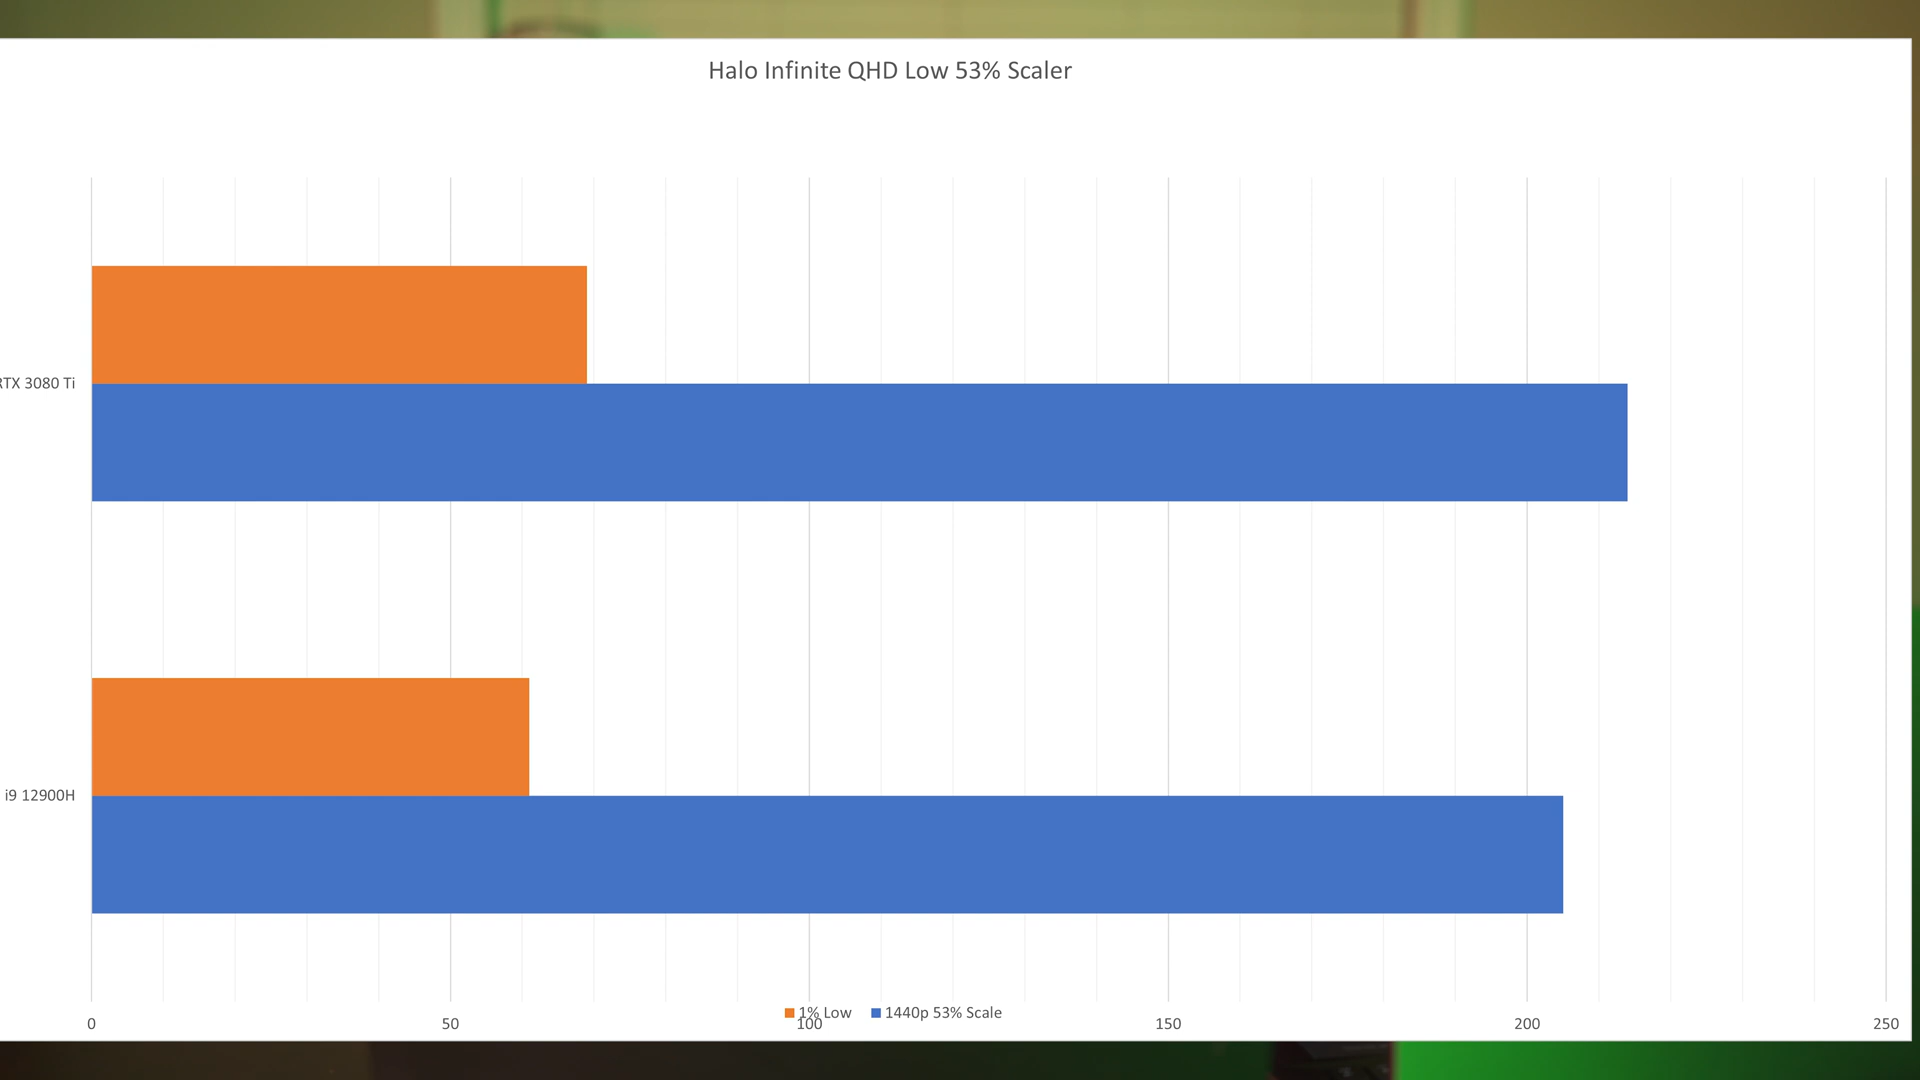 Halo Infinite QHD Low 53% Scaler
3080 Ti
i9 12900H
1% Low
1440p 53% Scale
0
50
100
150
200
250